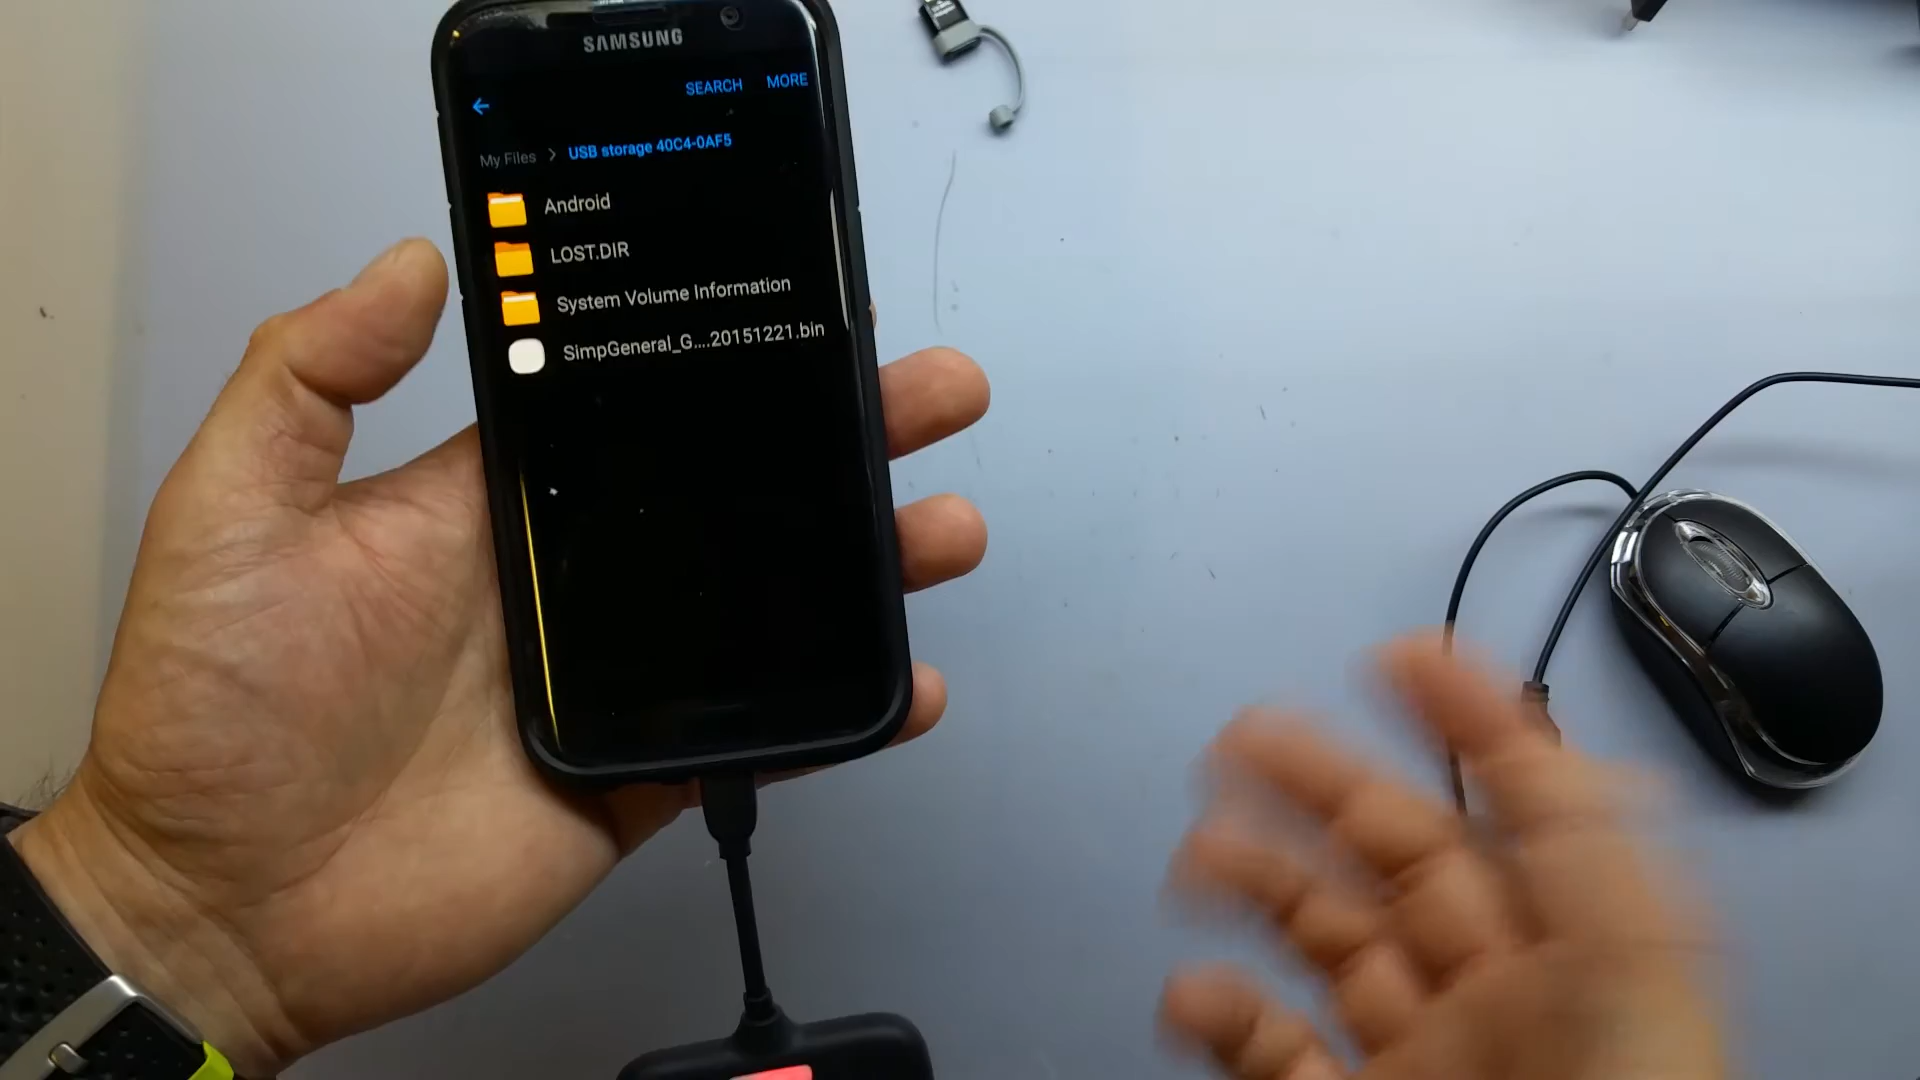 SAMSUNG
SEARCH MORE
My Files > USB storage 40C4-0AF5
Android
LOST.DIR
System Volume Information
SimpGeneral_G....20151221.bin